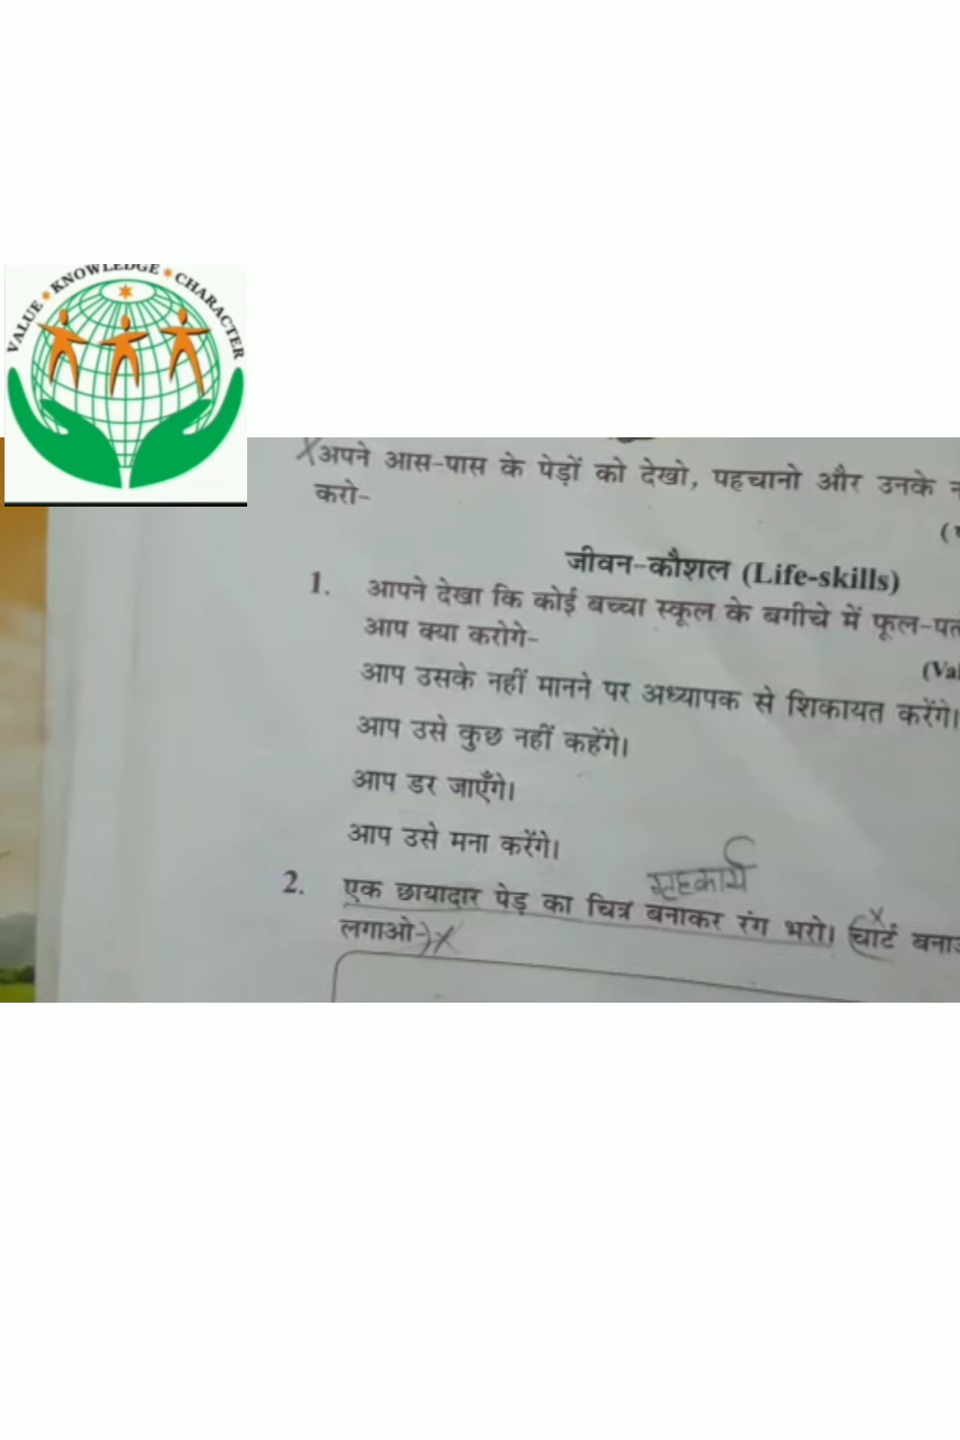 VALUE KNOWLEDGE CHARACTER
अपने आस-पास के पेड़ों को देखो, पहचानो और उनके
करो-
जीवन-कौशल (Life-skills)
1. आपने देखा कि कोई बच्चा स्कूल के बगीचे में फूल-
आप क्या करोगे-
(Val
आप उसके नहीं मानने पर अध्यापक से शिकायत करेंगे।
आप उसे कुछ नहीं कहेंगे।
आप डर जाएँगे।
आप उसे मना करेंगे।
गृहकार्य
2. एक छायादार पेड़ का चित्र बनाकर रंग भरो। (चार्ट
लगाओ-)